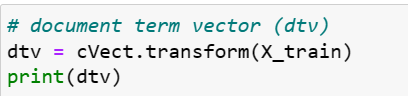 # document term vector (dtv)
dtv = cVect.transform(X_train)
print(dtv)